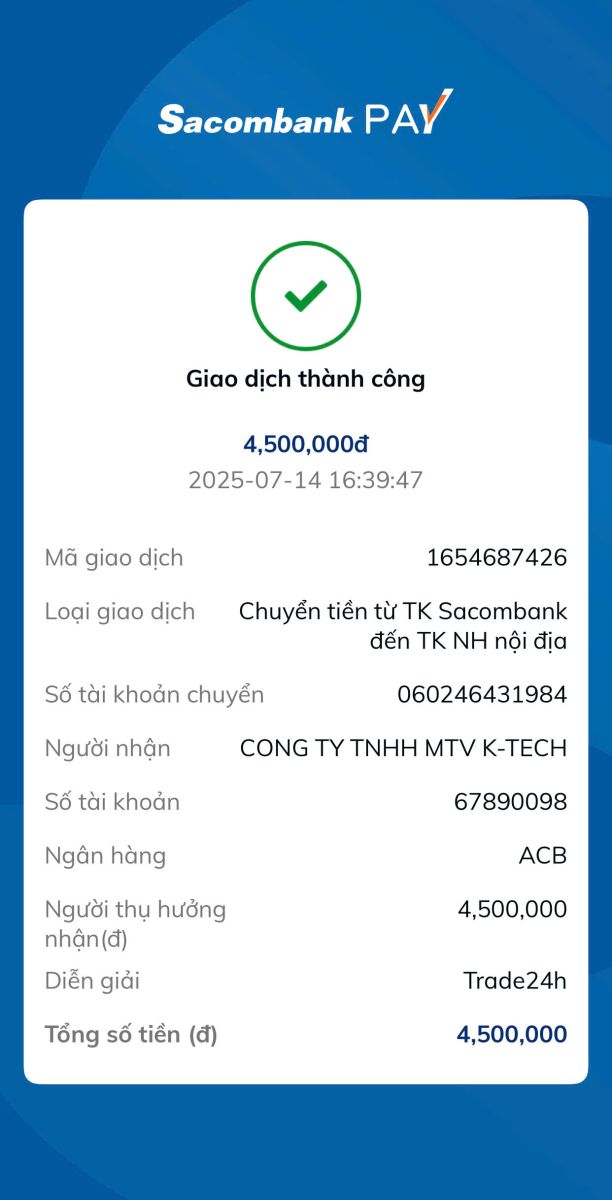 Sacombank PAY
Giao dịch thành công
4,500,000đ
2025-07-14 16:39:47
Mã giao dịch 1654687426
Loại giao dịch Chuyển tiền từ TK Sacombank
đến TK NH nội địa
Số tài khoản chuyển 060246431984
Người nhận CONG TY TNHH MTV K-TECH
Số tài khoản 67890098
Ngân hàng ACB
Người thụ hưởng 4,500,000
nhận(đ)
Diễn giải Trade24h
Tổng số tiền (đ) 4,500,000